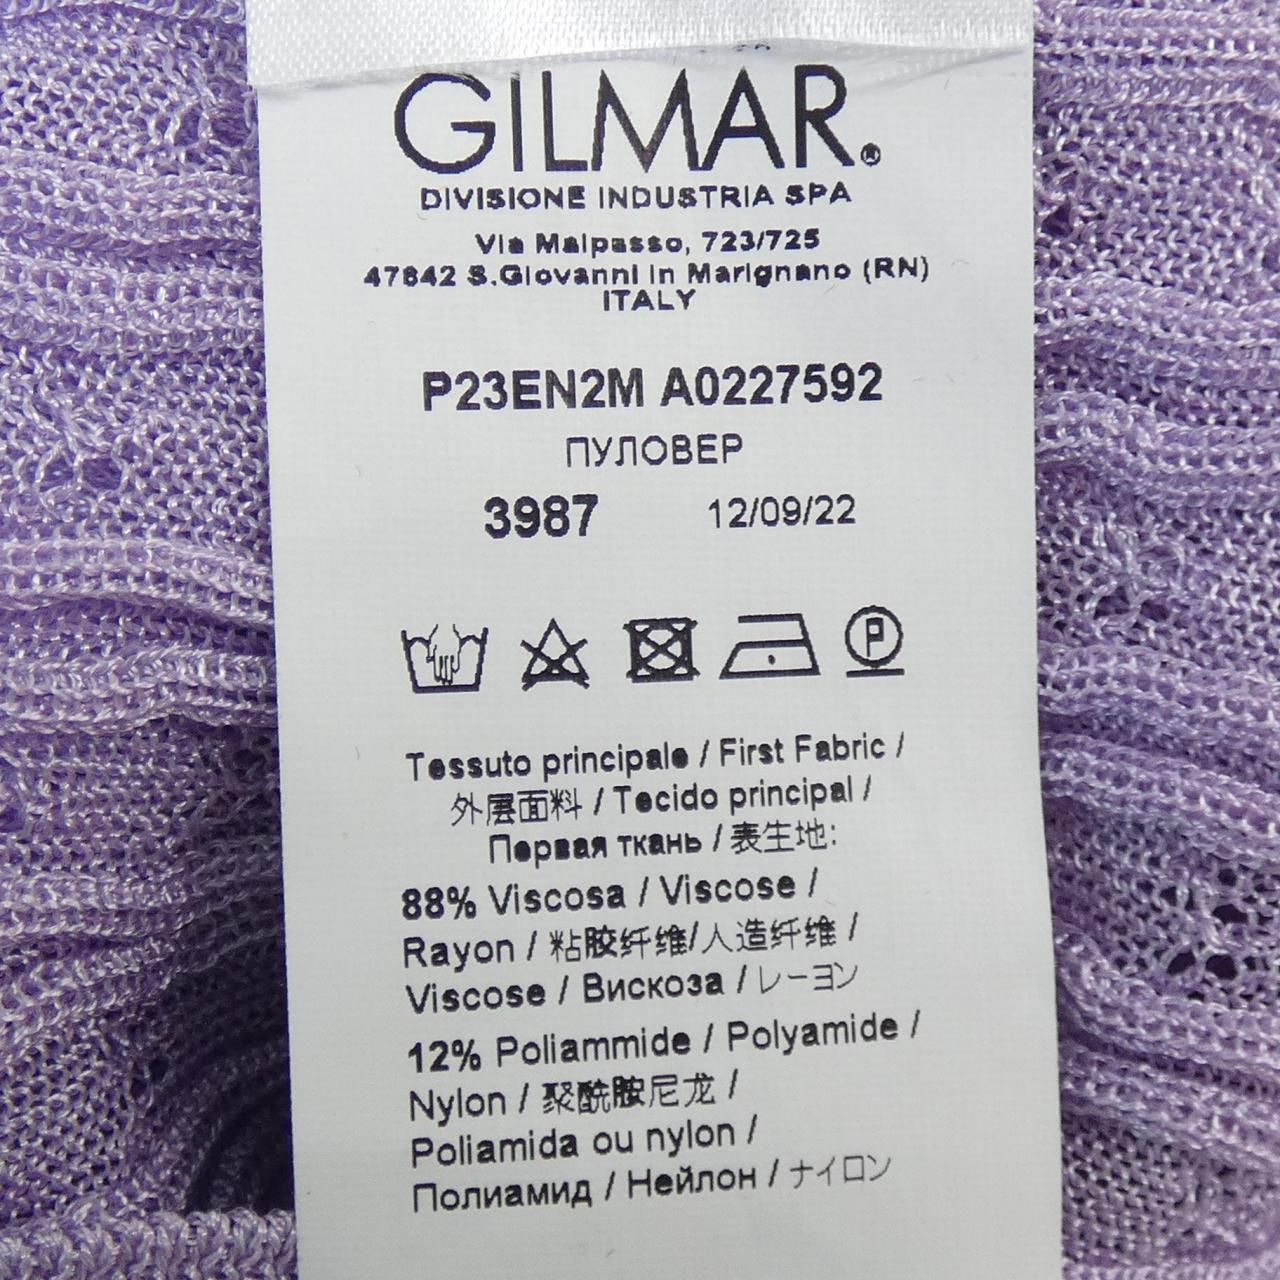 GILMAR®
DIVISIONE INDUSTRIA SPA
Via Malpasso, 723/725
47842 S.Giovanni in Marignano (RN)
ITALY
P23EN2M A0227592
ПУЛОВЕР
3987 12/09/22
P
Tessuto principale / First Fabric /
外层面料 / Tecido principal /
Первая ткань / 表生地:
88% Viscosa / Viscose /
Rayon / 粘胶纤维/人造纤维 /
Viscose / Вискоза / レーヨン
12% Poliammide / Polyamide /
Nylon / 聚酰胺尼龙 /
Poliamida ou nylon /
Полиамид / Нейлон / ナイロン